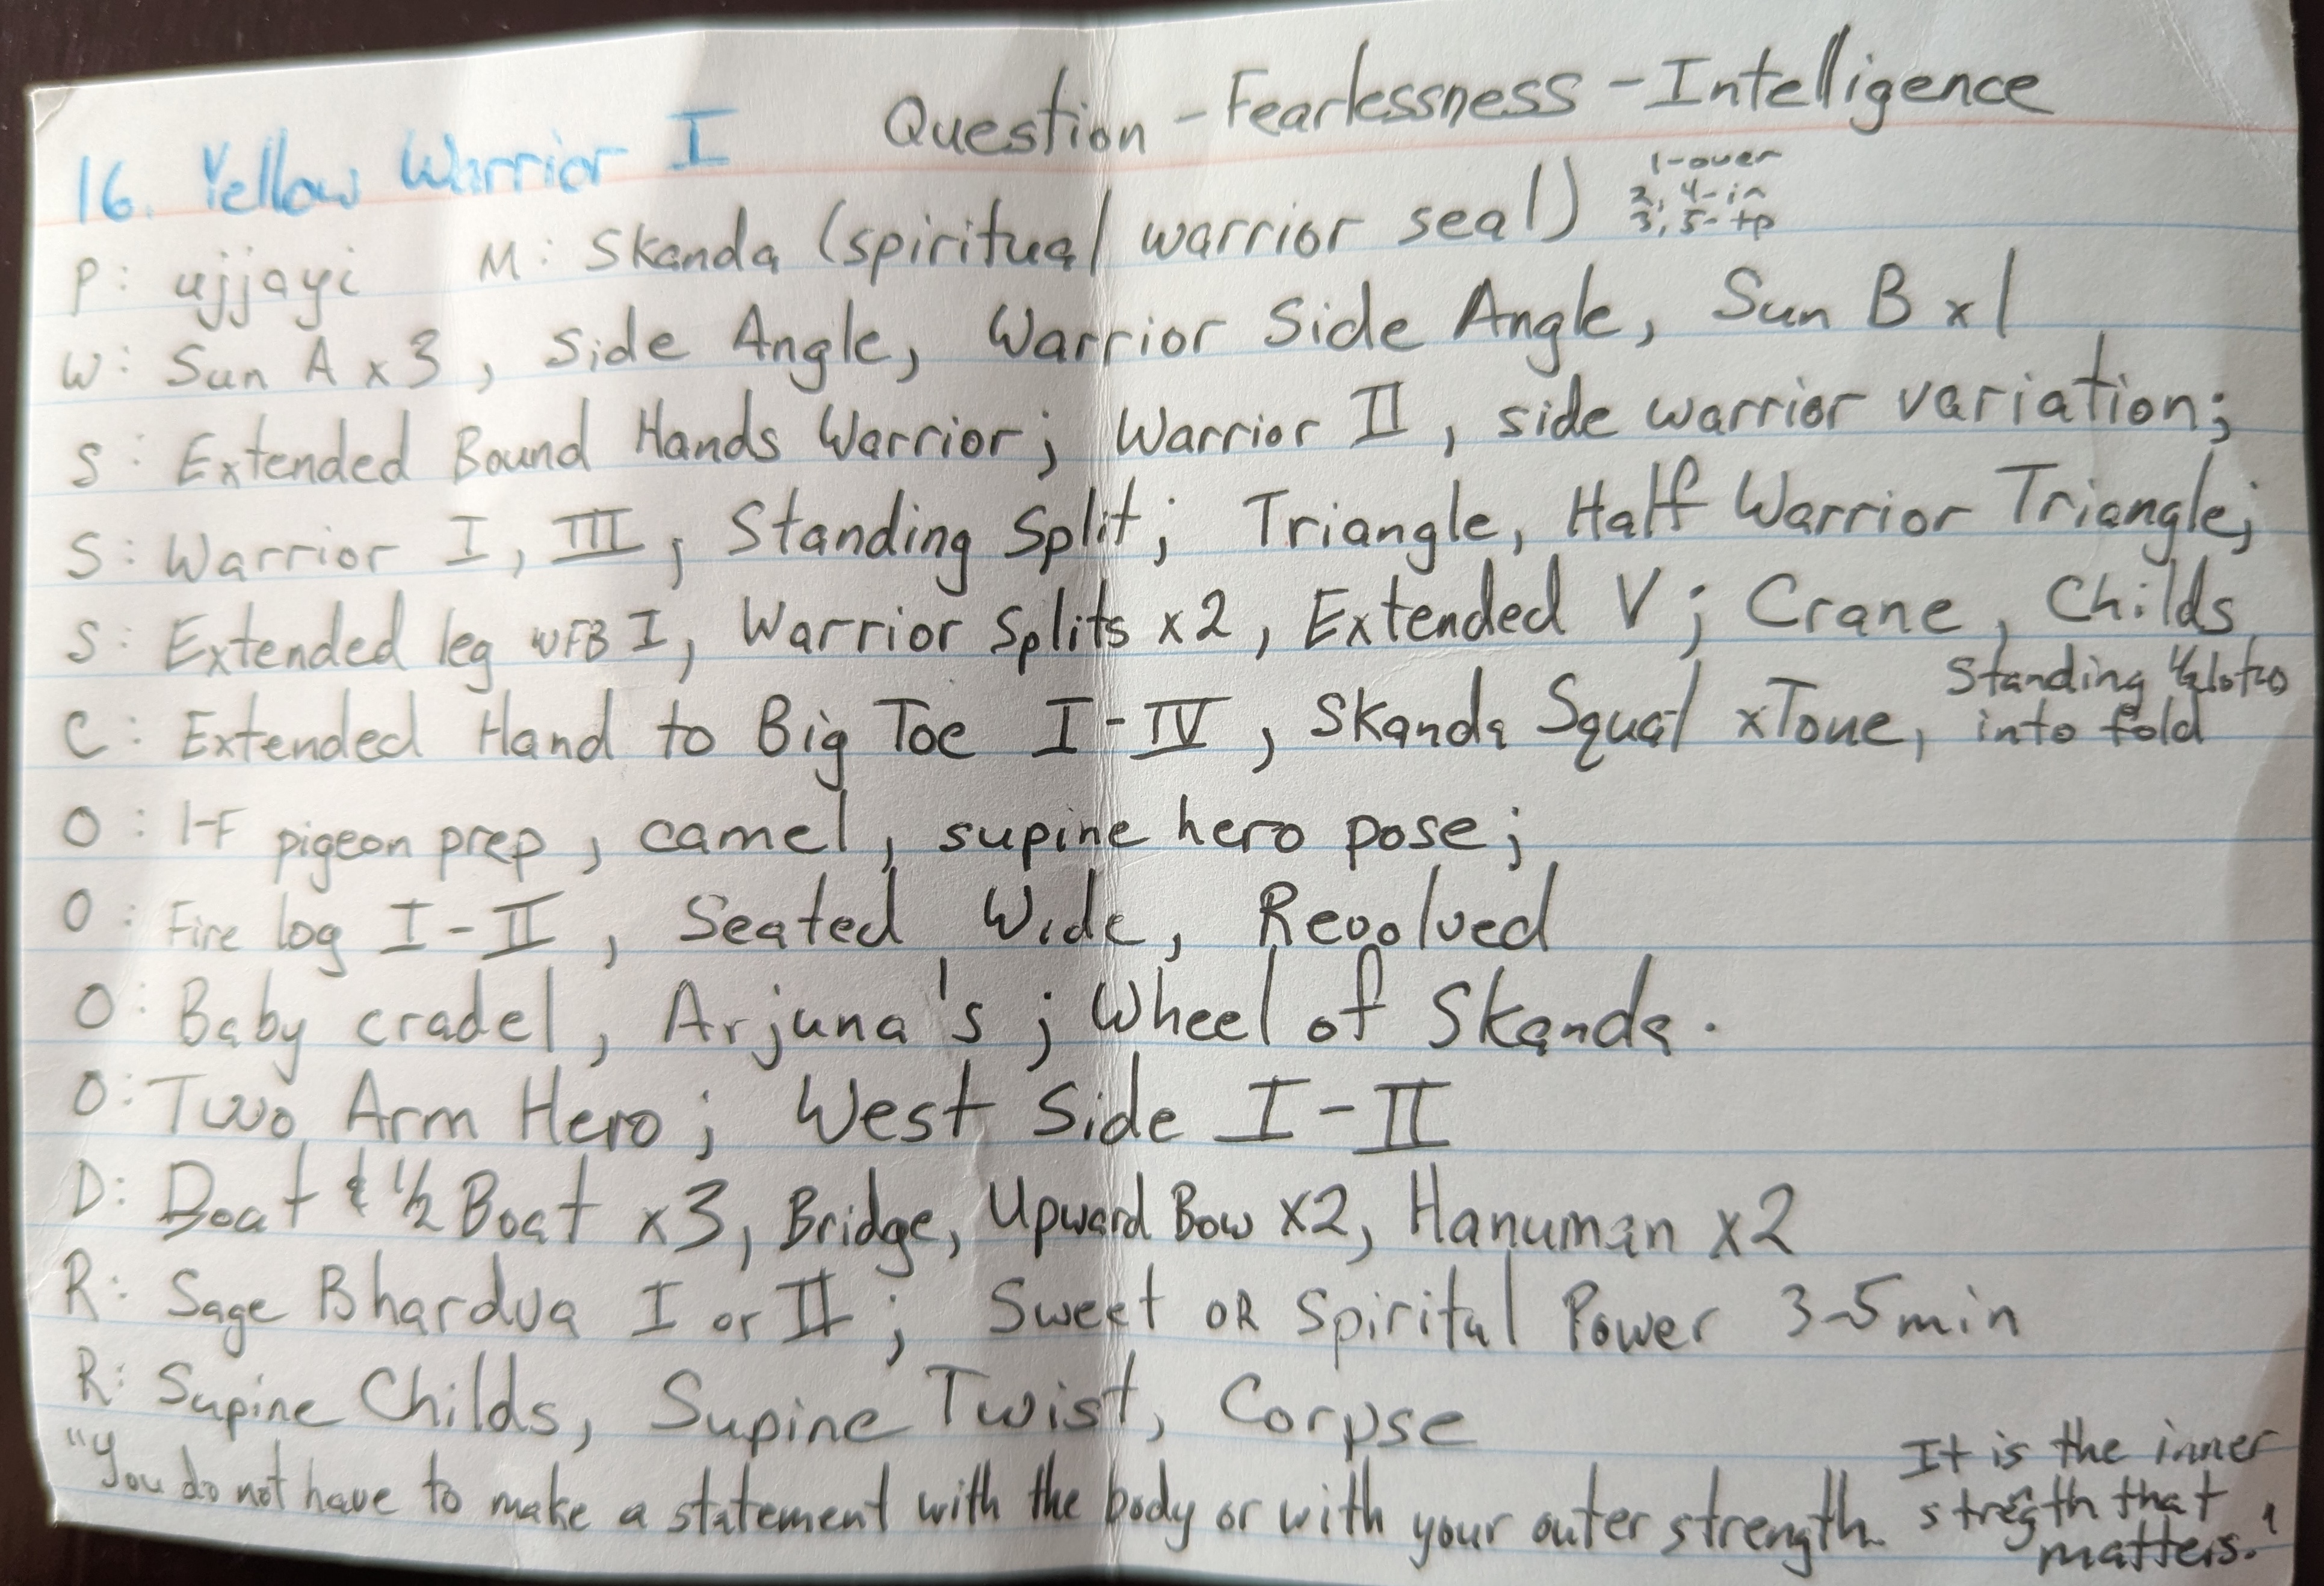 16. Yellow Warrior I Question - Fearlessness - Intelligence
P: ujjayi M: Skanda (spiritual warrior seal) 1-over
2, 4-in
3, 5-tp
W: Sun A x3, Side Angle, Warrior Side Angle, Sun B x1
S: Extended Bound Hands Warrior; Warrior II, side warrior variation;
S: Warrior I, III; Standing Split; Triangle, Half Warrior Triangle;
S: Extended leg WFB I, Warrior Splits x2, Extended V; Crane, Childs
C: Extended Hand to Big Toe I-IV, Skanda Squat xTone, Standing 1/2 lotus
into fold
O: 1-F pigeon prep, camel, supine hero pose;
O: Fire log I-II, Seated Wide, Revolved
O: Baby cradel, Arjuna's; Wheel of Skanda.
O: Two Arm Hero; West Side I-II
D: Boat & 1/2 Boat x3, Bridge, Upward Bow x2, Hanuman x2
R: Sage Bhardva I or II; Sweet OR Spirital Power 3-5min
R: Supine Childs, Supine Twist, Corpse
"You do not have to make a statement with the body or with your outer strength. It is the inner
strength that
matters."